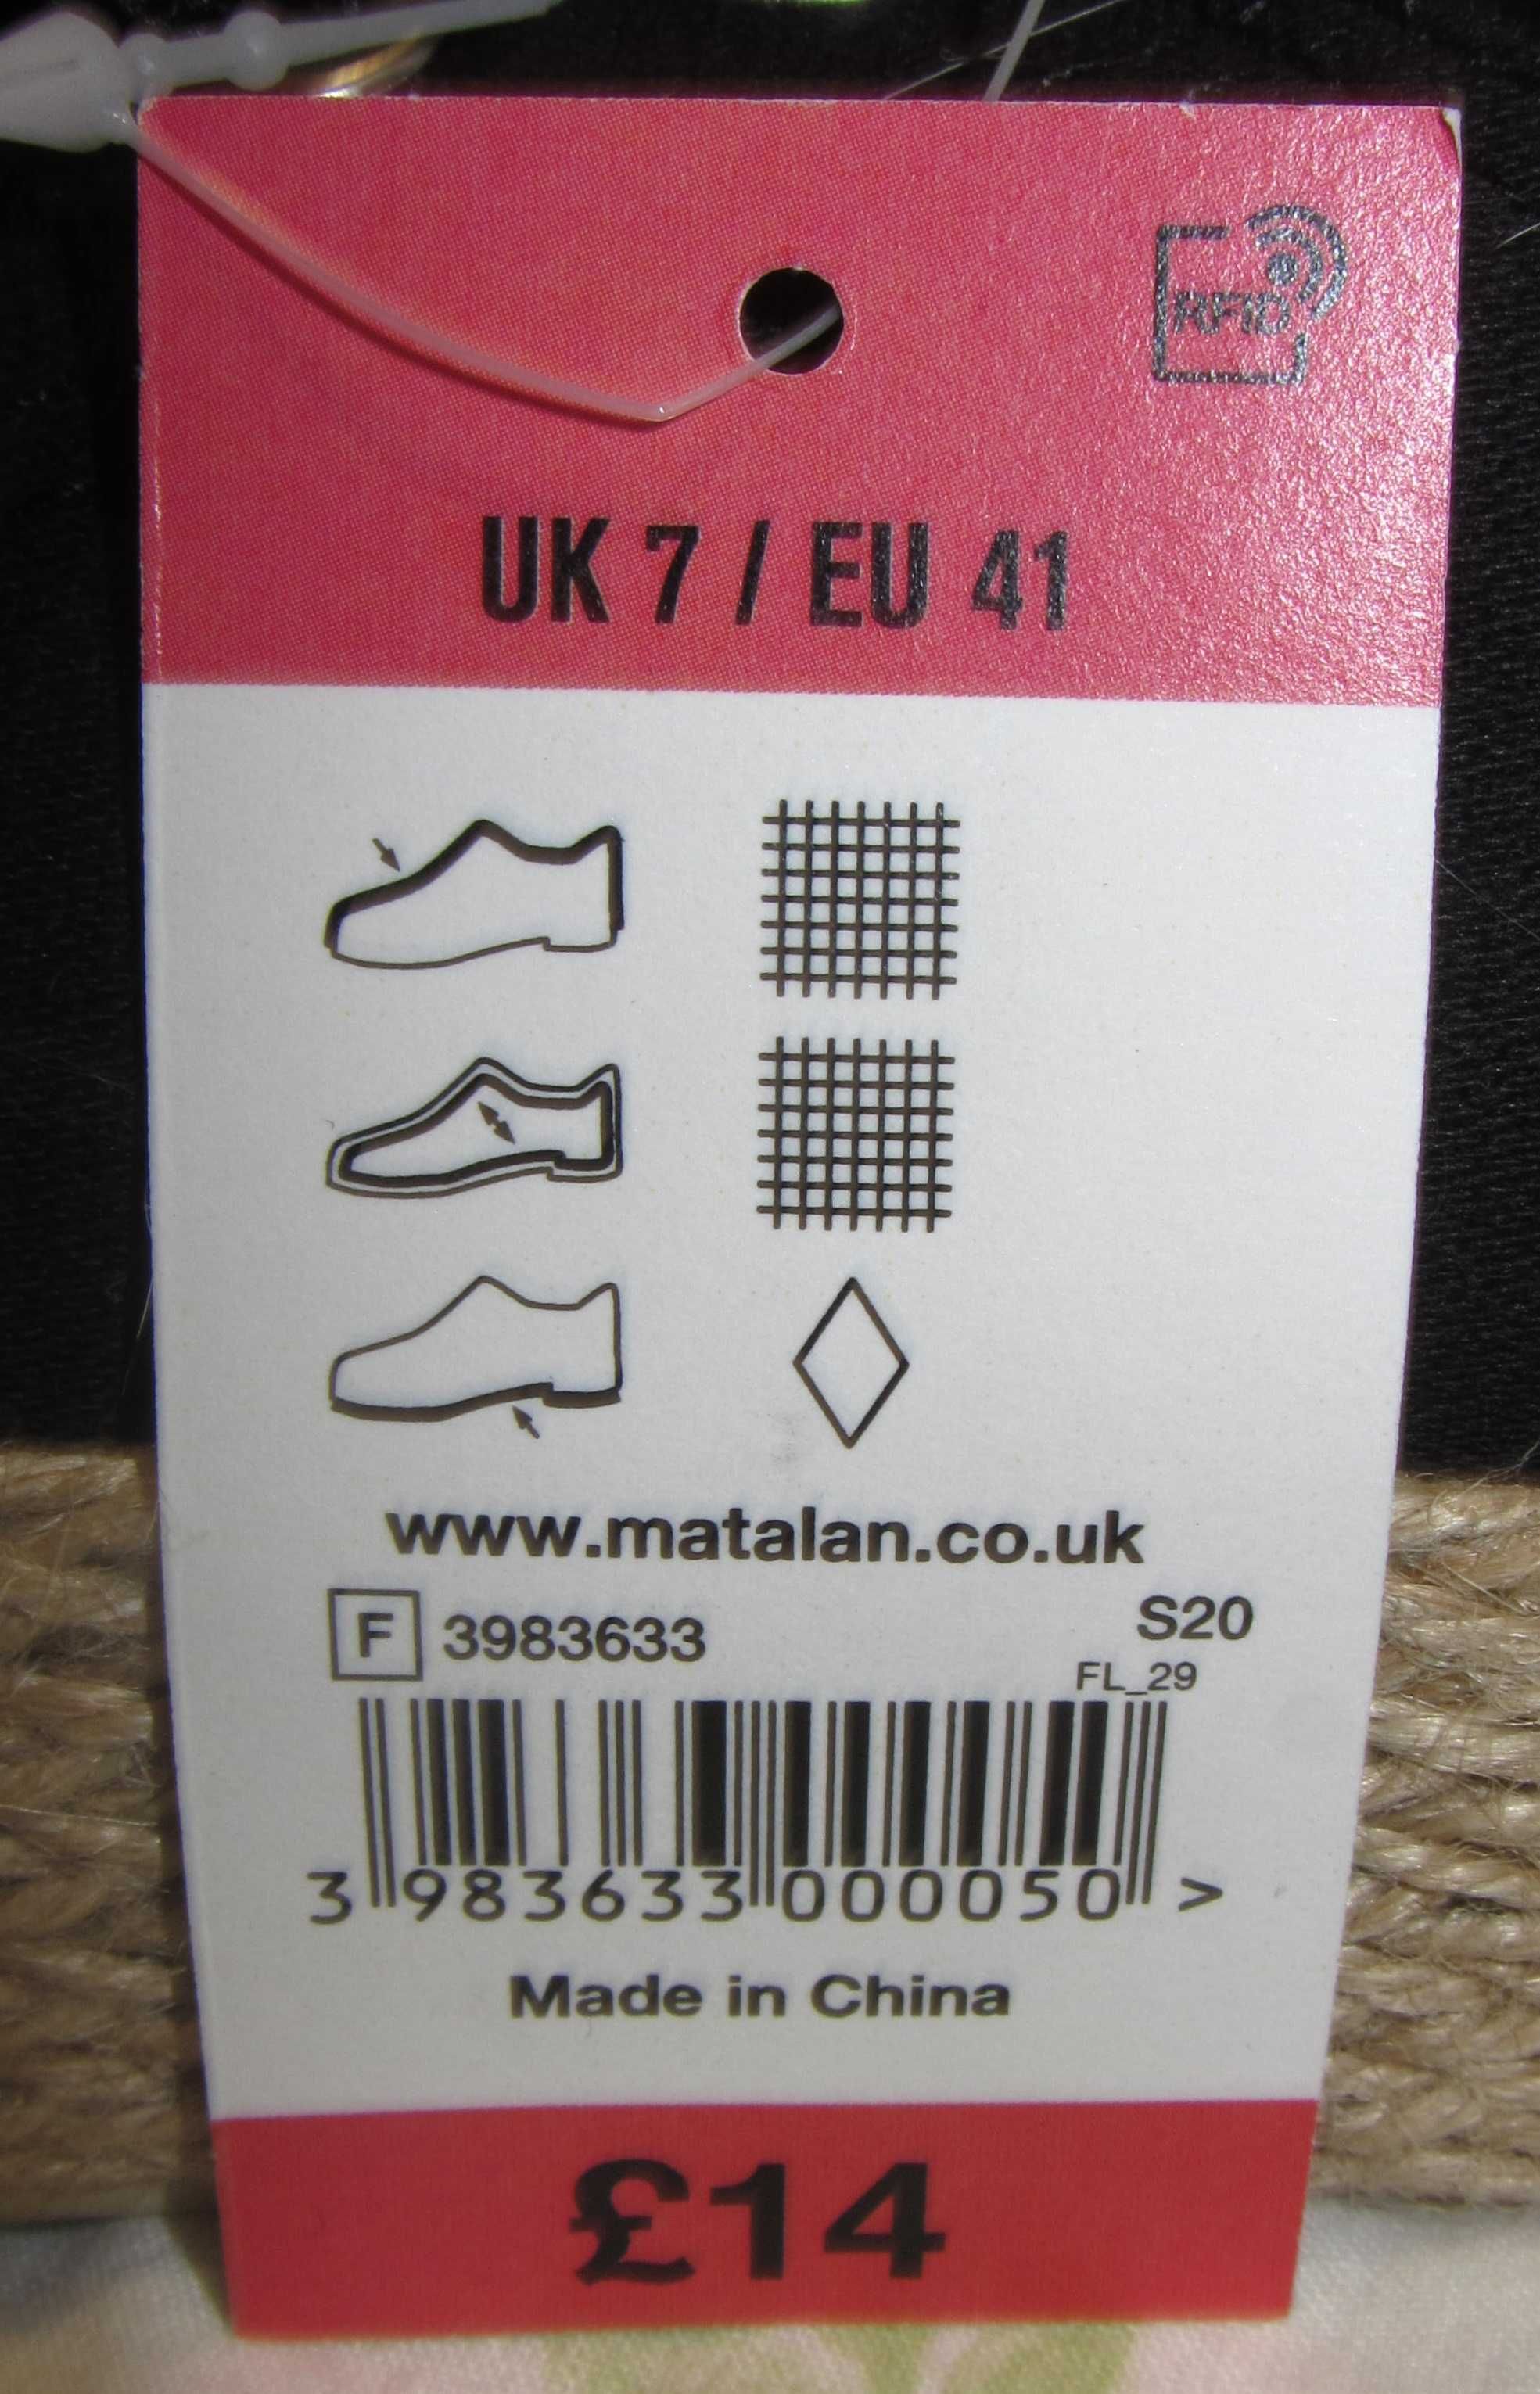 RFID
UK 7 / EU 41
www.matalan.co.uk
F 3983633 S20
FL_29
3 983633 000050 >
Made in China
£14